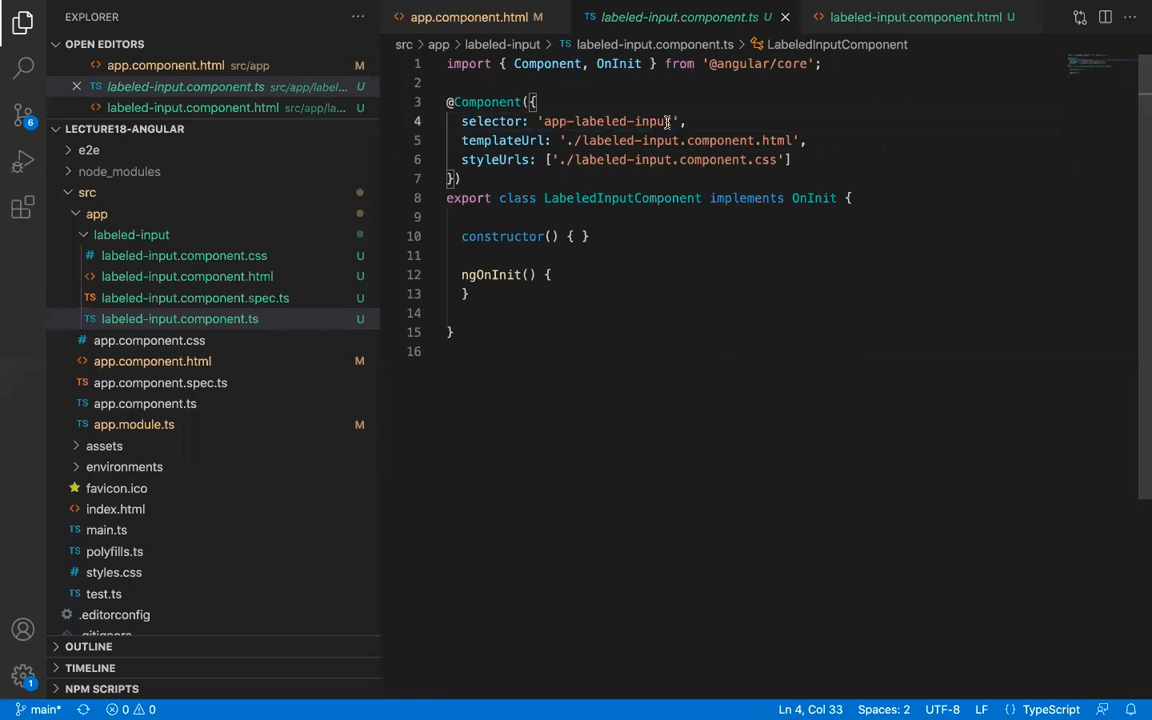 EXPLORER
OPEN EDITORS
app.component.html src/app M
labeled-input.component.ts src/app/label... U
labeled-input.component.html src/app/la... U
LECTURE18-ANGULAR
e2e
node_modules
src
app
labeled-input
labeled-input.component.css U
labeled-input.component.html U
labeled-input.component.spec.ts U
labeled-input.component.ts U
app.component.css
app.component.html M
app.component.spec.ts
app.component.ts
app.module.ts M
assets
environments
favicon.ico
index.html
main.ts
polyfills.ts
styles.css
test.ts
.editorconfig
.gitignore
OUTLINE
TIMELINE
NPM SCRIPTS
app.component.html M labeled-input.component.ts U labeled-input.component.html U
src > app > labeled-input > TS labeled-input.component.ts > LabeledInputComponent
1 import { Component, OnInit } from '@angular/core';
2
3 @Component({
4 selector: 'app-labeled-input',
5 templateUrl: './labeled-input.component.html',
6 styleUrls: ['./labeled-input.component.css']
7 })
8 export class LabeledInputComponent implements OnInit {
9
10 constructor() { }
11
12 ngOnInit() {
13 }
14
15 }
16
main* 0 0 Ln 4, Col 33 Spaces: 2 UTF-8 LF {} TypeScript
6
1